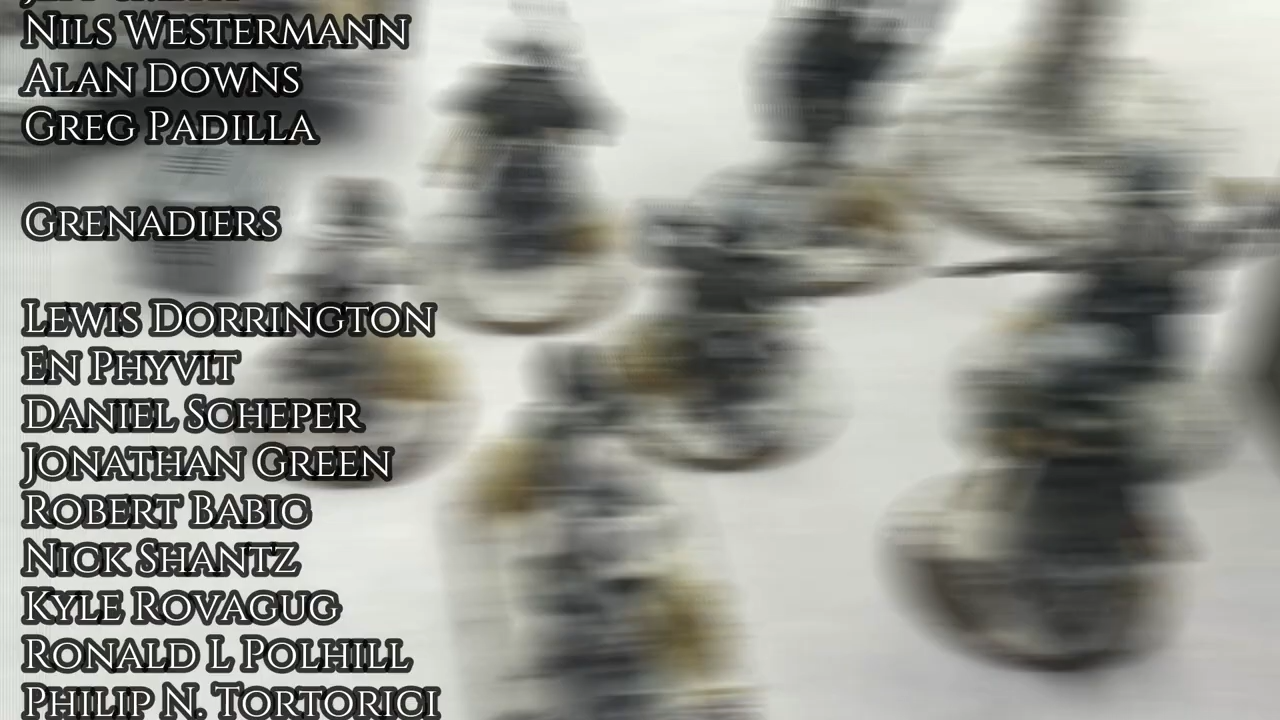 Nils Westermann
Alan Downs
Greg Padilla
Grenadiers
Lewis Dorrington
En Phyvit
Daniel Scheper
Jonathan Green
Robert Babic
Nick Shantz
Kyle Rovagug
Ronald L Polhill
Philip N. Tortorici